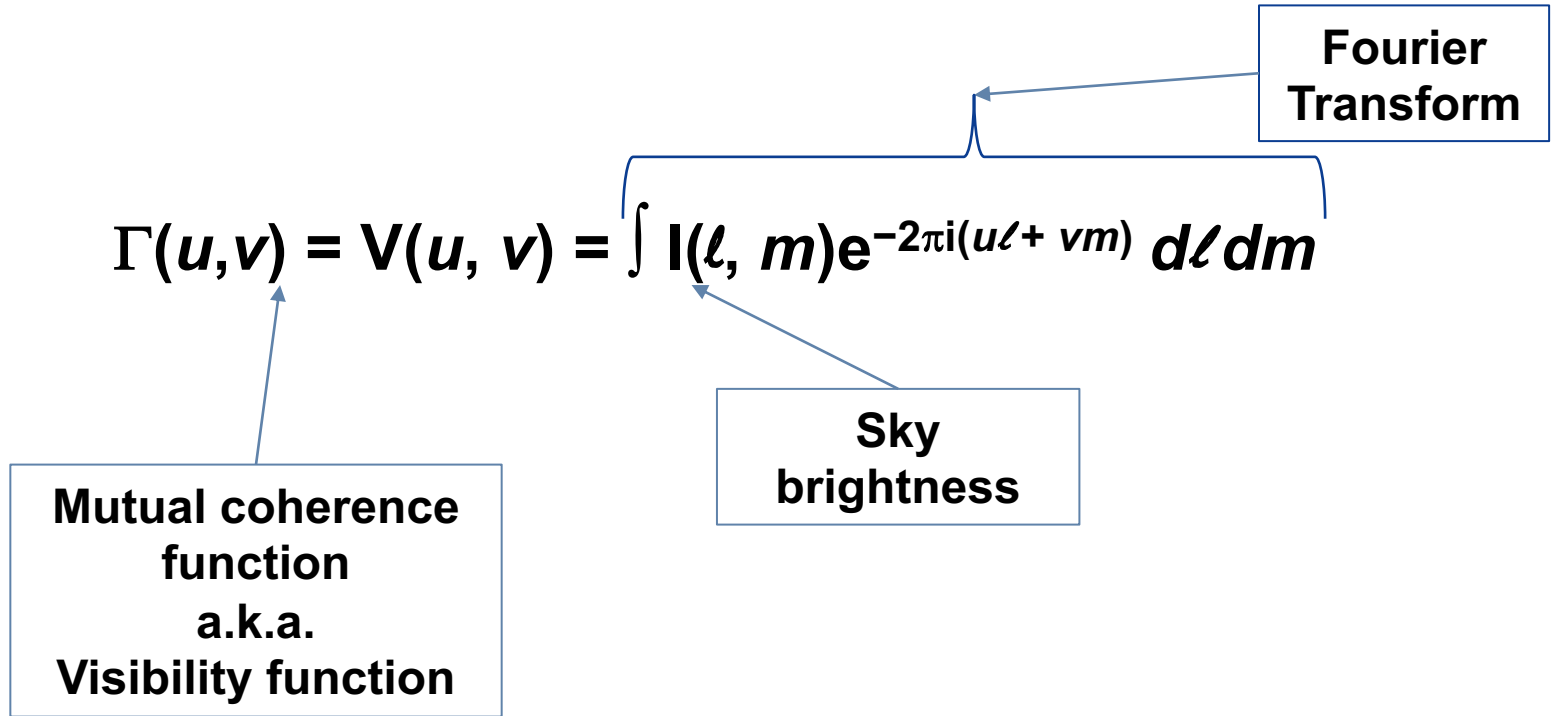 Fourier
Transform
Γ(u,v) = V(u, v) = ∫ I(ℓ, m)e^−2πi(uℓ + vm) dℓdm
Sky
brightness
Mutual coherence
function
a.k.a.
Visibility function